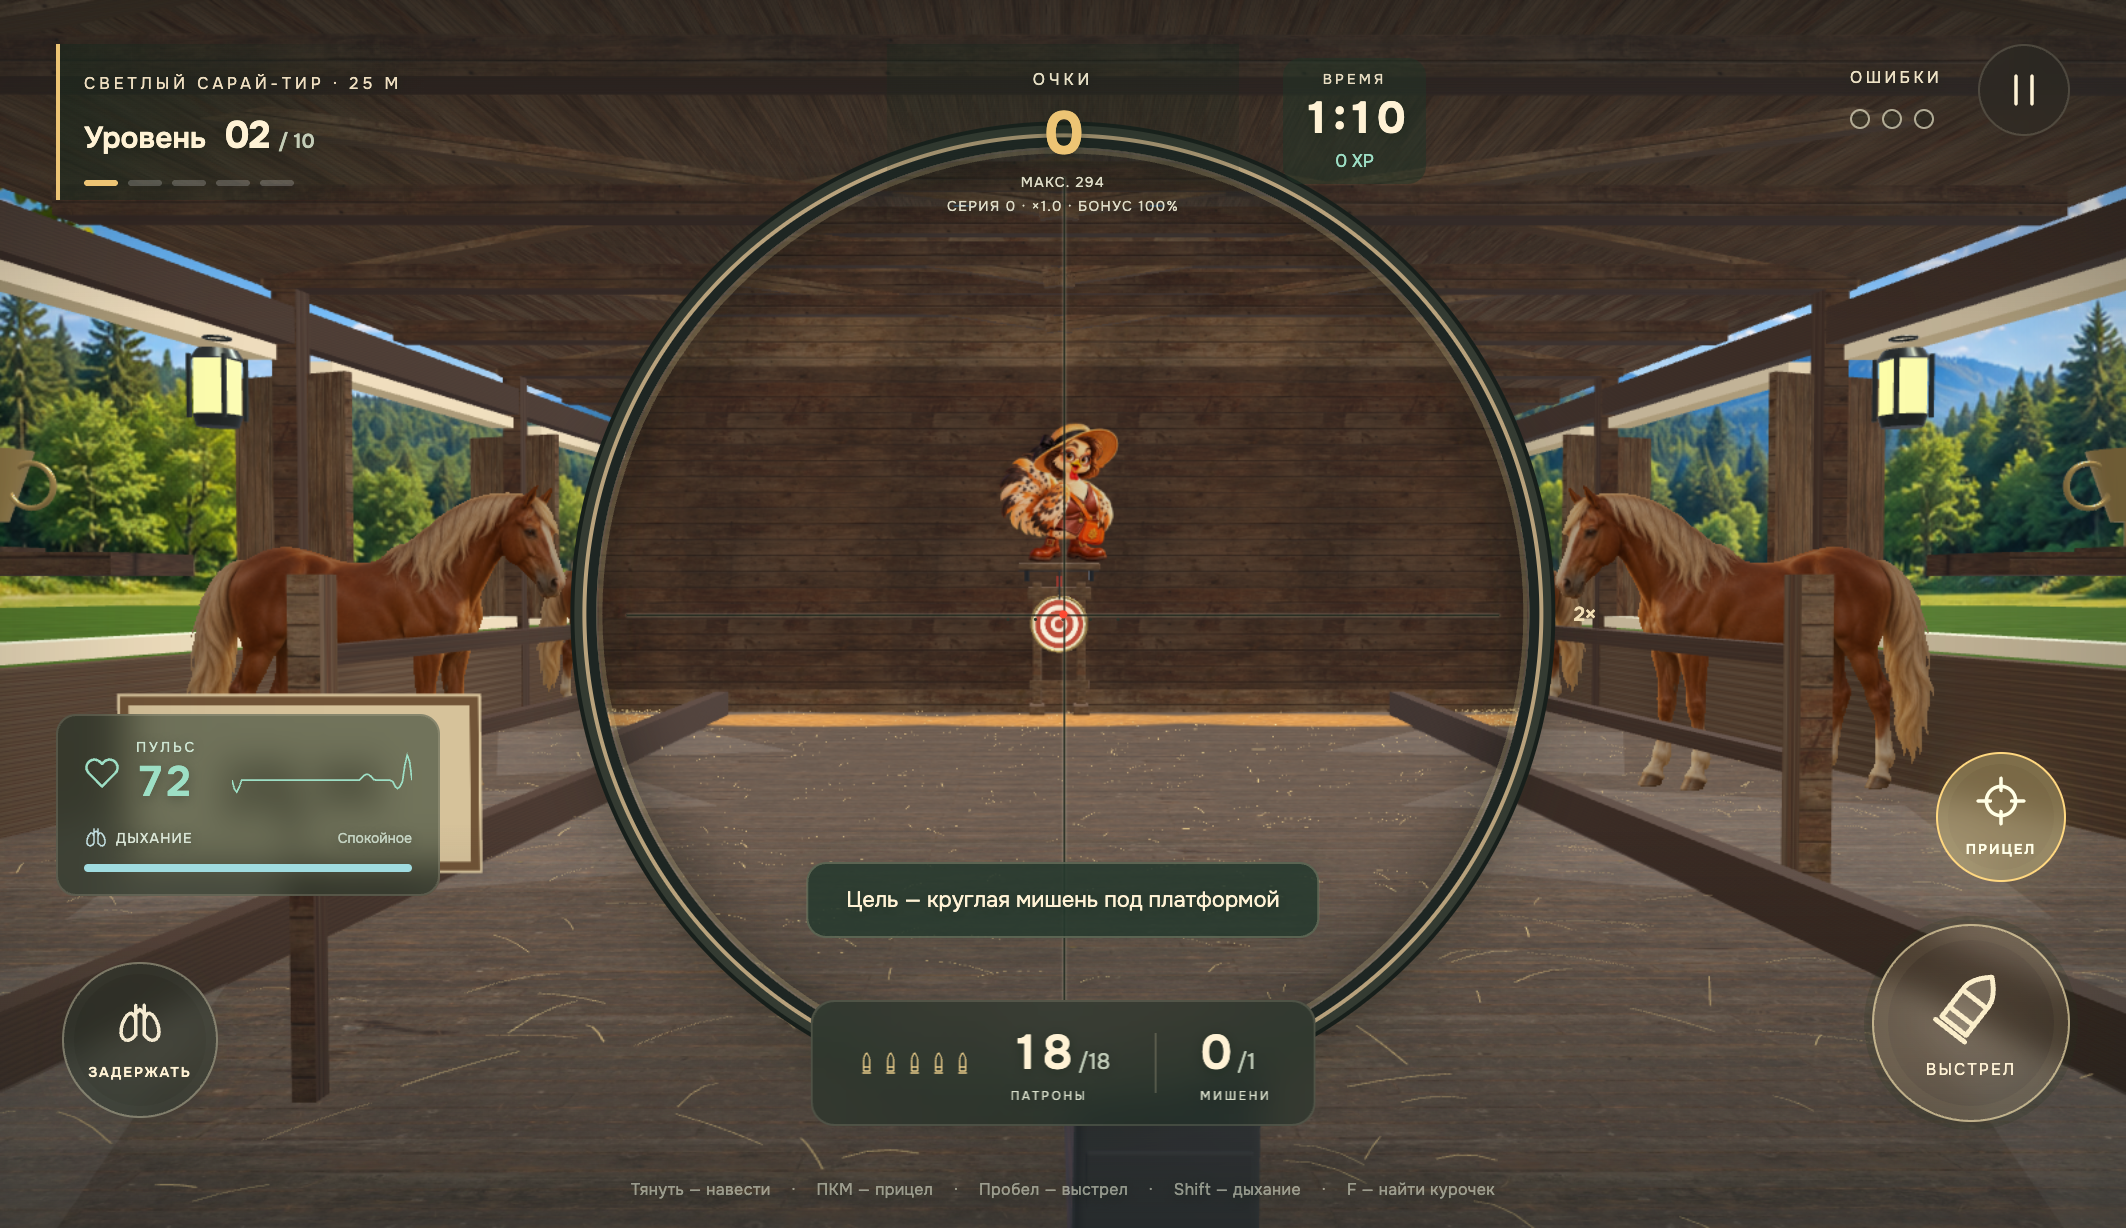 СВЕТЛЫЙ САРАЙ-ТИР · 25 М
Уровень 02 / 10
ОЧКИ
0
МАКС. 294
СЕРИЯ 0 · ×1.0 · БОНУС 100%
ВРЕМЯ
1:10
0 XP
ОШИБКИ
2×
ПУЛЬС
72
ДЫХАНИЕ Спокойное
ПРИЦЕЛ
Цель — круглая мишень под платформой
ЗАДЕРЖАТЬ
18 /18
ПАТРОНЫ
0 /1
МИШЕНИ
ВЫСТРЕЛ
Тянуть — навести · ПКМ — прицел · Пробел — выстрел · Shift — дыхание · F — найти курочек